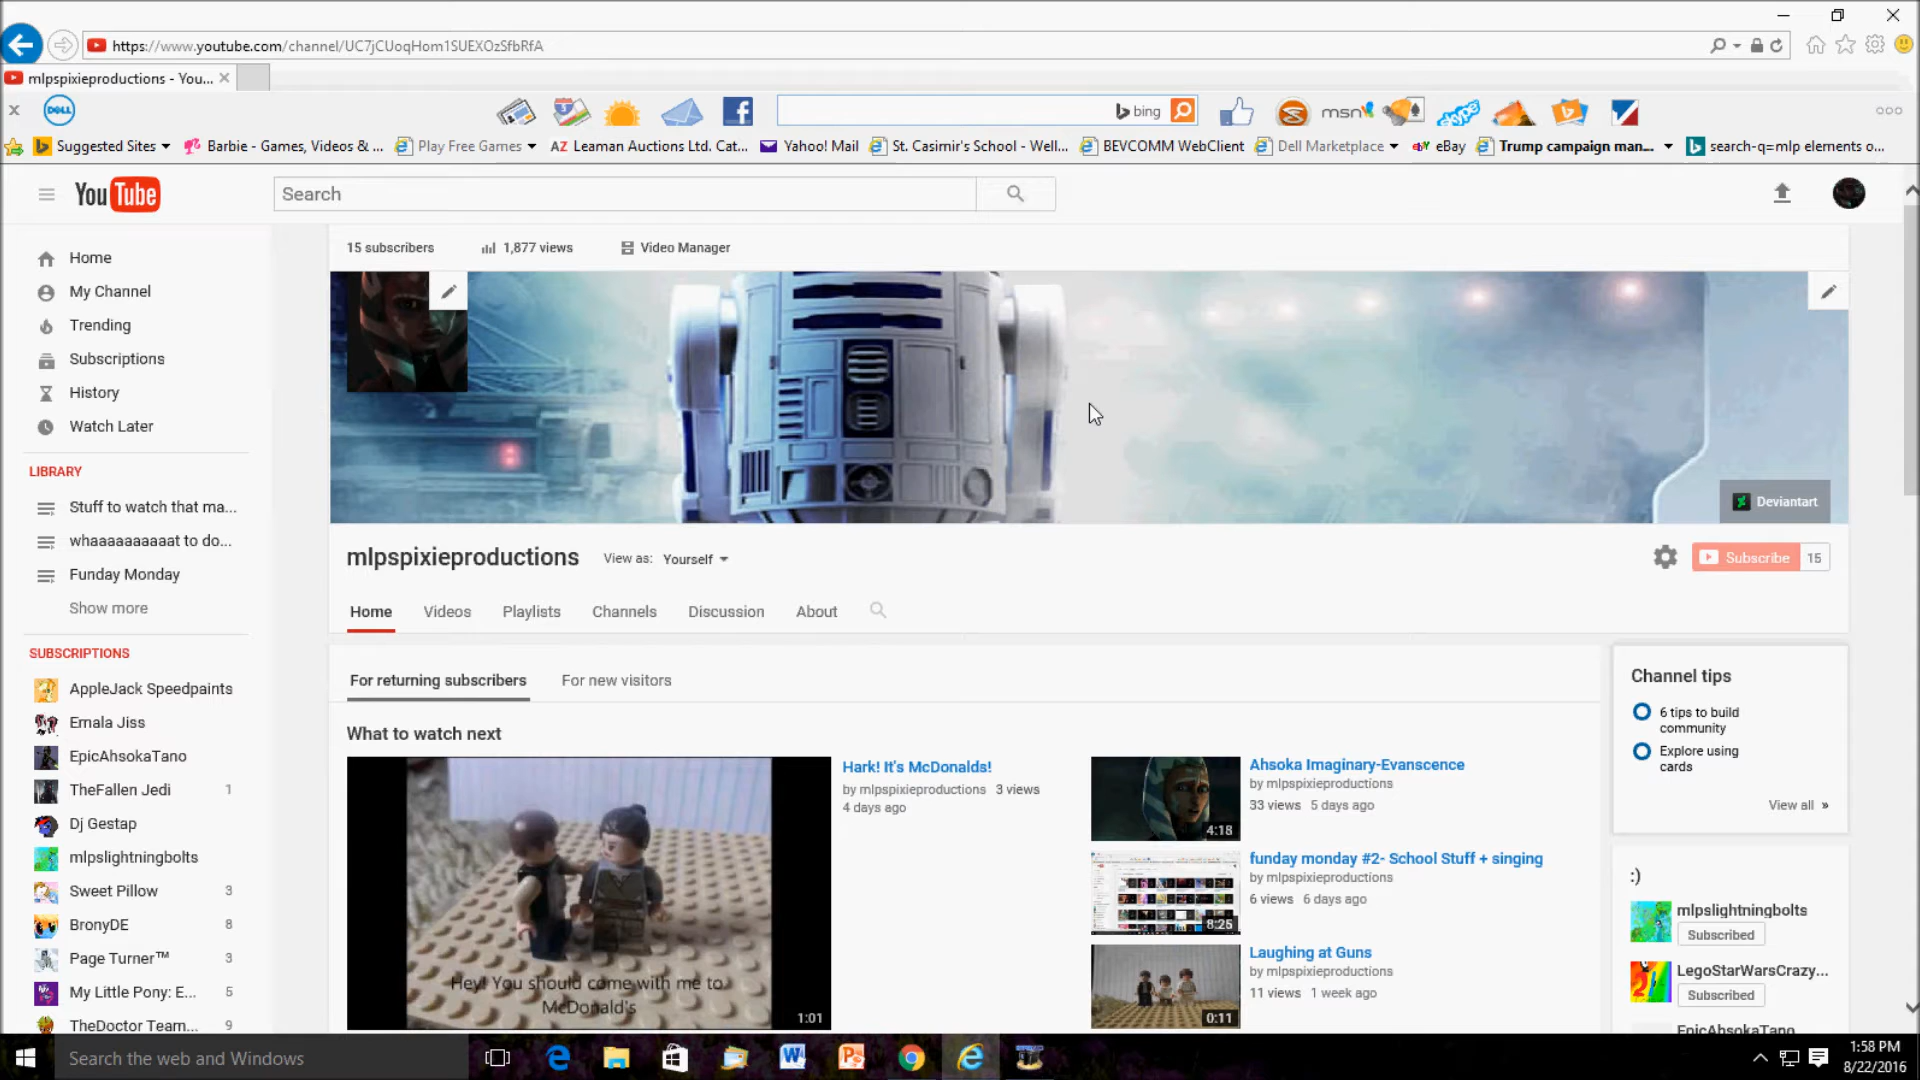 https://www.youtube.com/channel/UC7jCUoqHom1SUEXOzSfbRfA
mlpspixieproductions - You...
DELL
bing
msn
skype
Suggested Sites
Barbie - Games, Videos & ...
Play Free Games
AZ Leaman Auctions Ltd. Cat...
Yahoo! Mail
St. Casimir's School - Well...
BEVCOMM WebClient
Dell Marketplace
eBay
Trump campaign man...
search-q=mlp elements o...
YouTube
Search
15 subscribers
1,877 views
Video Manager
Home
My Channel
Trending
Subscriptions
History
Watch Later
LIBRARY
Stuff to watch that ma...
whaaaaaaaaat to do...
Funday Monday
Show more
SUBSCRIPTIONS
AppleJack Speedpaints
Emala Jiss
EpicAhsokaTano
TheFallen Jedi 1
Dj Gestap
mlpslightningbolts
Sweet Pillow 3
BronyDE 8
Page Turner™ 3
My Little Pony: E... 5
TheDoctor Team... 9
Deviantart
mlpspixieproductions
View as: Yourself
Subscribe 15
Home
Videos
Playlists
Channels
Discussion
About
For returning subscribers
For new visitors
What to watch next
Hey! You should come with me to
McDonald's
1:01
Hark! It's McDonalds!
by mlpspixieproductions 3 views
4 days ago
4:18
Ahsoka Imaginary-Evanscence
by mlpspixieproductions
33 views 5 days ago
8:25
funday monday #2- School Stuff + singing
by mlpspixieproductions
6 views 6 days ago
0:11
Laughing at Guns
by mlpspixieproductions
11 views 1 week ago
Channel tips
6 tips to build
community
Explore using
cards
View all »
:)
mlpslightningbolts
Subscribed
LegoStarWarsCrazy...
Subscribed
EpicAhsokaTano
Search the web and Windows
1:58 PM
8/22/2016